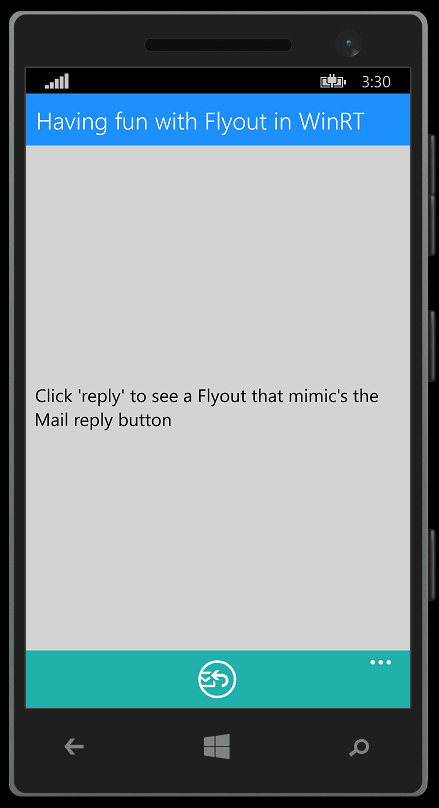 3:30
Having fun with Flyout in WinRT
Click 'reply' to see a Flyout that mimic's the
Mail reply button